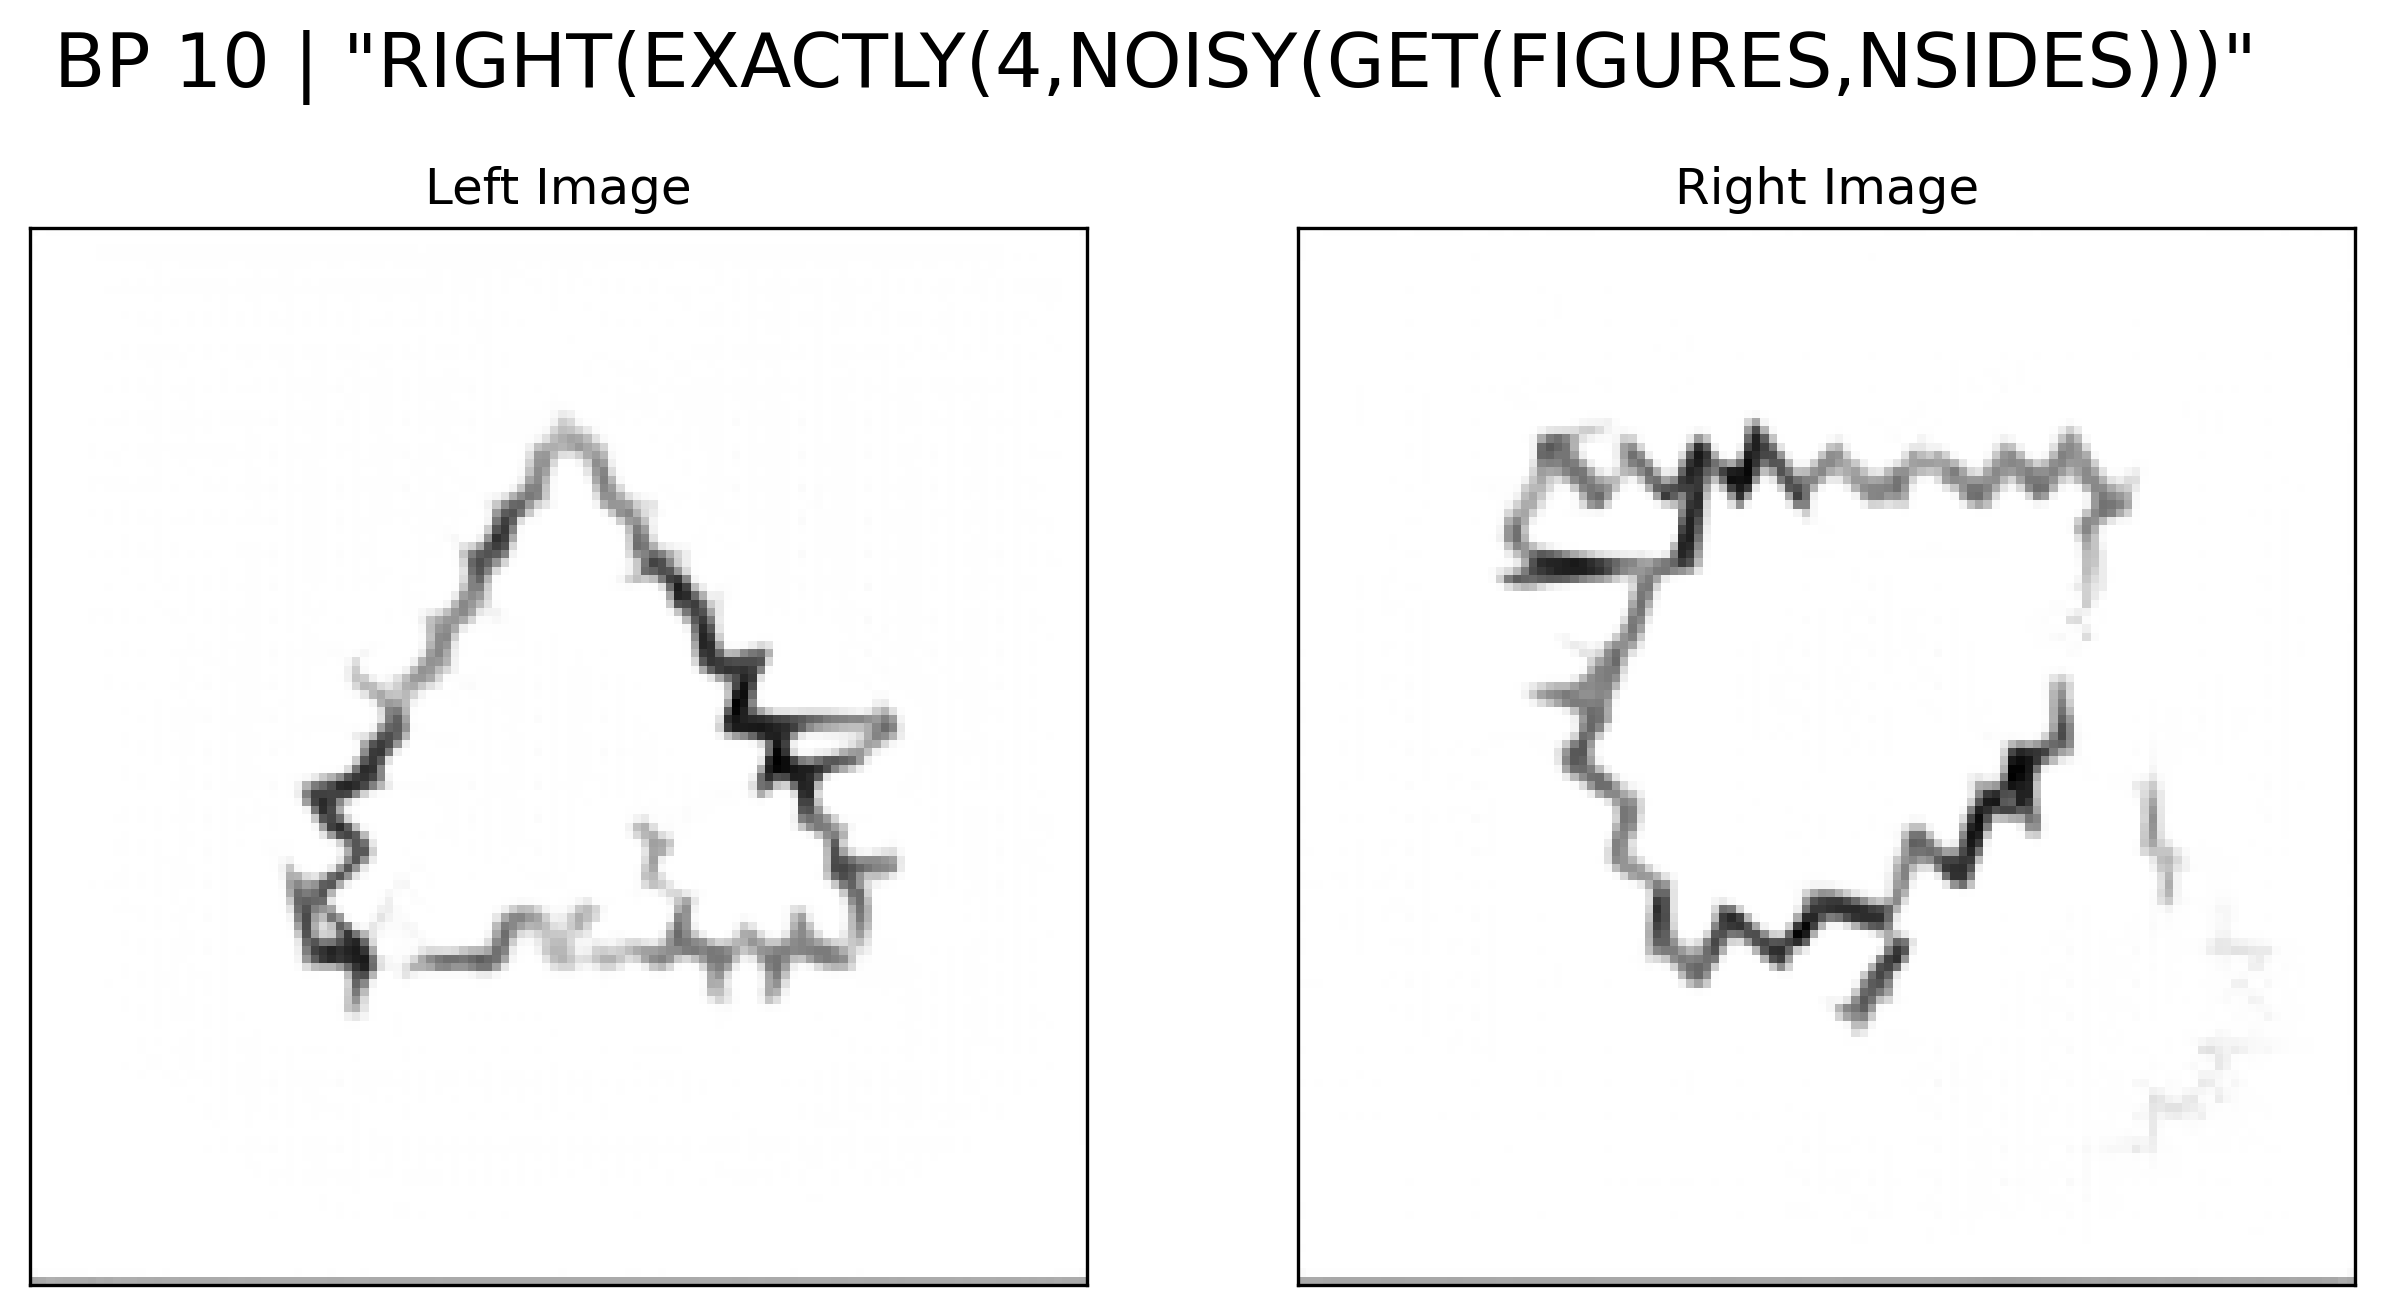 BP 10 | "RIGHT(EXACTLY(4,NOISY(GET(FIGURES,NSIDES)))"
Left Image
Right Image